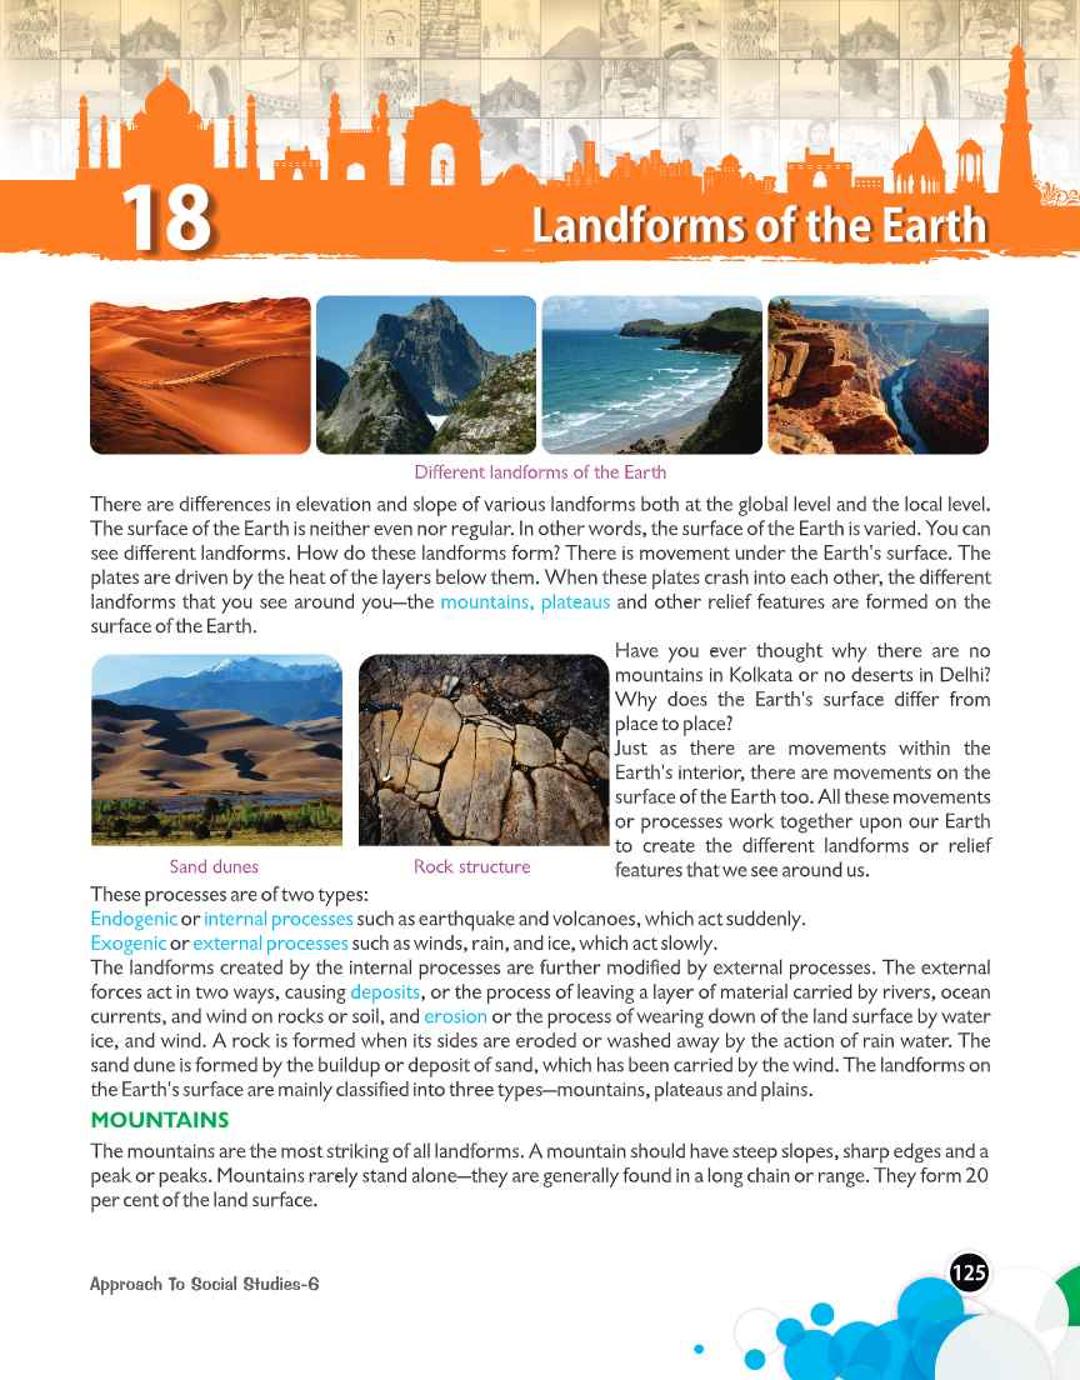 18
Landforms of the Earth
Different landforms of the Earth
There are differences in elevation and slope of various landforms both at the global level and the local level.
The surface of the Earth is neither even nor regular. In other words, the surface of the Earth is varied. You can
see different landforms. How do these landforms form? There is movement under the Earth's surface. The
plates are driven by the heat of the layers below them. When these plates crash into each other, the different
landforms that you see around you—the mountains, plateaus and other relief features are formed on the
surface of the Earth.
Have you ever thought why there are no
mountains in Kolkata or no deserts in Delhi?
Why does the Earth's surface differ from
place to place?
Just as there are movements within the
Earth's interior, there are movements on the
surface of the Earth too. All these movements
or processes work together upon our Earth
to create the different landforms or relief
features that we see around us.
Sand dunes
Rock structure
These processes are of two types:
Endogenic or internal processes such as earthquake and volcanoes, which act suddenly.
Exogenic or external processes such as winds, rain, and ice, which act slowly.
The landforms created by the internal processes are further modified by external processes. The external
forces act in two ways, causing deposits, or the process of leaving a layer of material carried by rivers, ocean
currents, and wind on rocks or soil, and erosion or the process of wearing down of the land surface by water
ice, and wind. A rock is formed when its sides are eroded or washed away by the action of rain water. The
sand dune is formed by the buildup or deposit of sand, which has been carried by the wind. The landforms on
the Earth's surface are mainly classified into three types—mountains, plateaus and plains.
MOUNTAINS
The mountains are the most striking of all landforms. A mountain should have steep slopes, sharp edges and a
peak or peaks. Mountains rarely stand alone—they are generally found in a long chain or range. They form 20
per cent of the land surface.
Approach To Social Studies-6
125